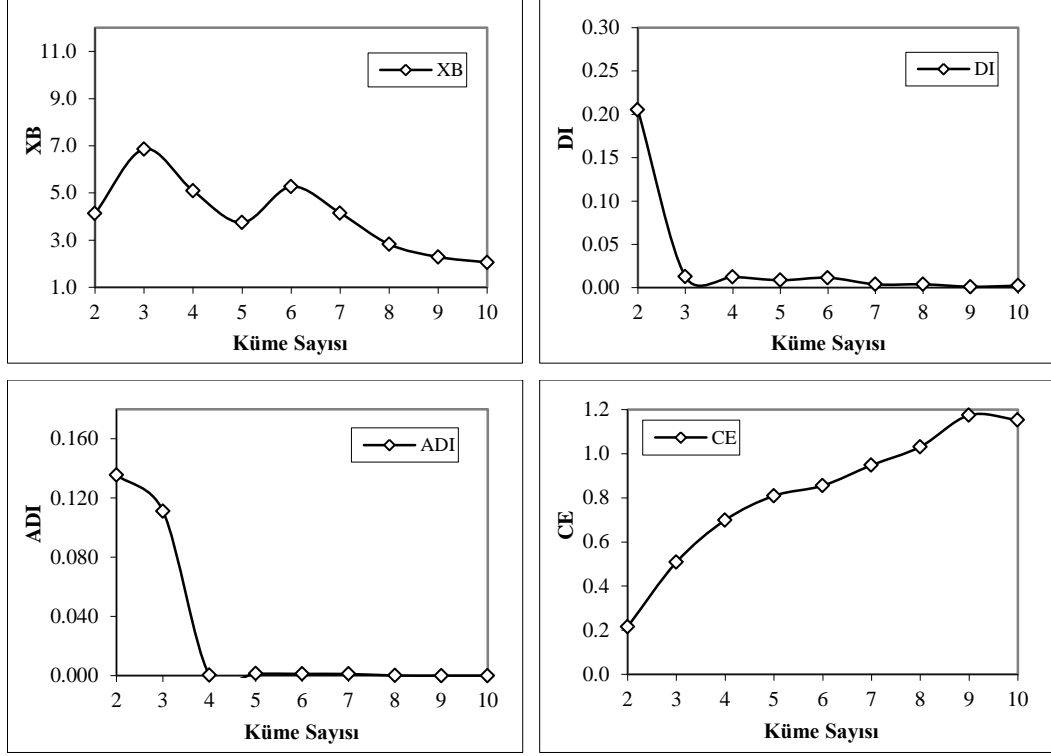 XB
11.0
9.0
7.0
5.0
3.0
1.0
XB
2 3 4 5 6 7 8 9 10
Küme Sayısı
DI
0.30
0.25
0.20
0.15
0.10
0.05
0.00
DI
2 3 4 5 6 7 8 9 10
Küme Sayısı
ADI
0.160
0.120
0.080
0.040
0.000
ADI
2 3 4 5 6 7 8 9 10
Küme Sayısı
CE
1.2
1.0
0.8
0.6
0.4
0.2
0.0
CE
2 3 4 5 6 7 8 9 10
Küme Sayısı